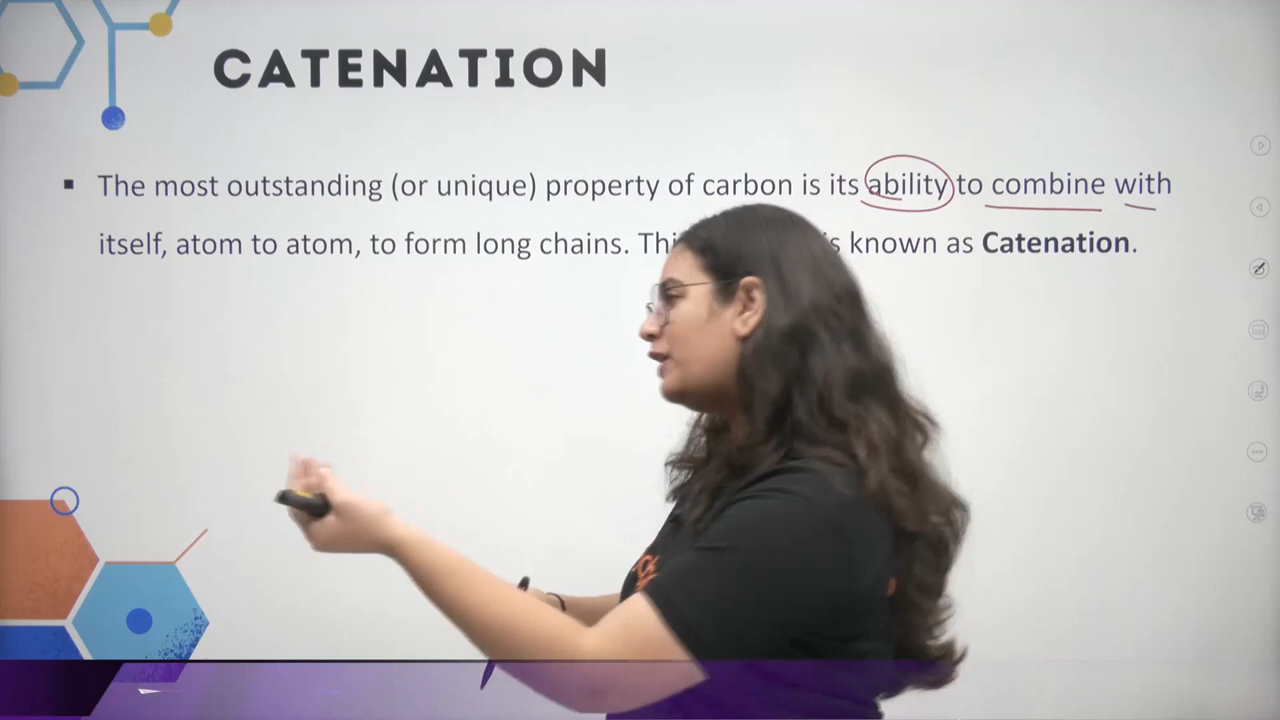 CATENATION
▪ The most outstanding (or unique) property of carbon is its ability to combine with
itself, atom to atom, to form long chains. known as Catenation.